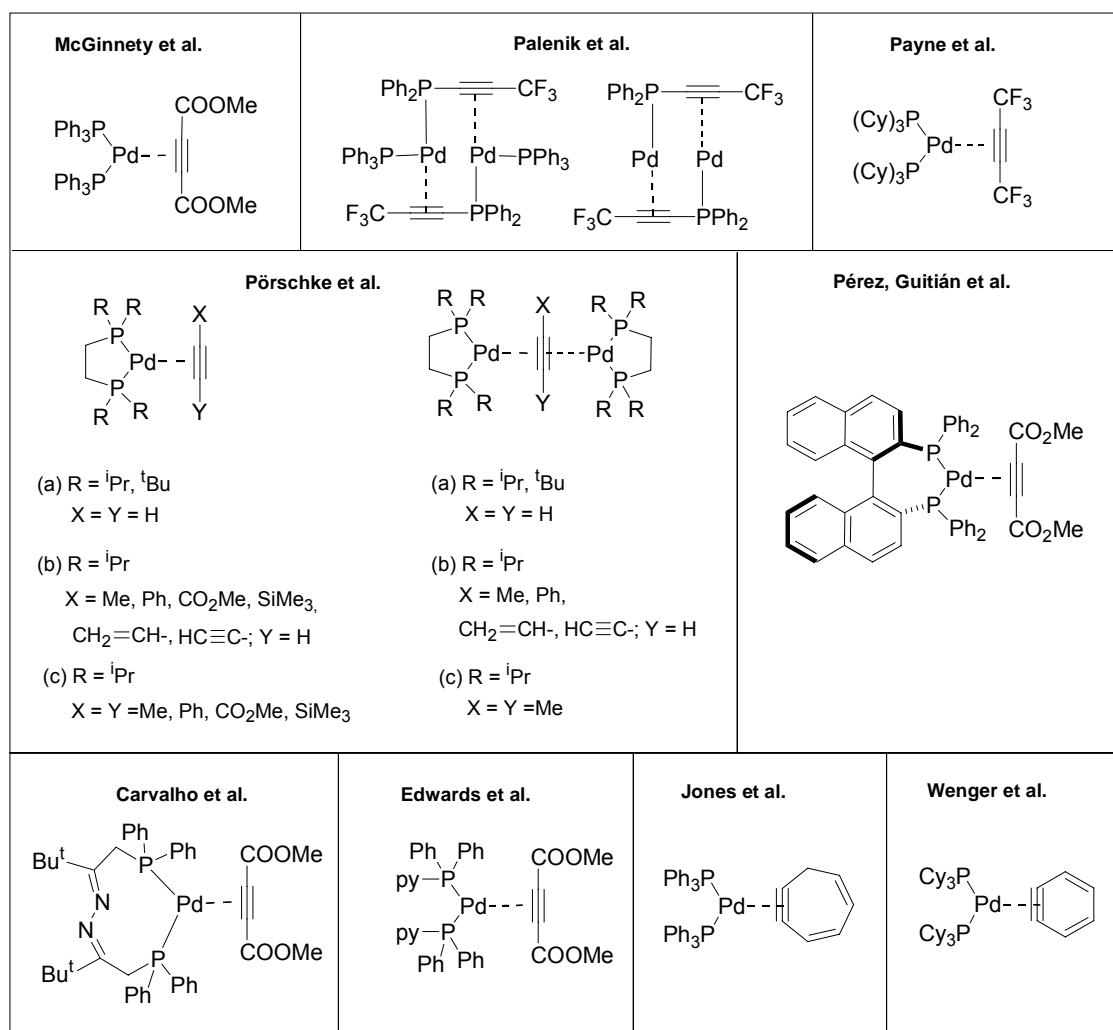 McGinnety et al.
Ph3P
Ph3P
Pd
COOMe
COOMe
Palenik et al.
Ph2P
CF3
Ph3P
Pd
Pd
PPh3
F3C
PPh2
Ph2P
CF3
Pd
Pd
F3C
PPh2
Payne et al.
(Cy)3P
(Cy)3P
Pd
CF3
CF3
Pörschke et al.
R
R
P
Pd
P
R
R
X
Y
R
R
P
Pd
P
R
R
X
Y
R
R
P
Pd
P
R
R
(a) R = iPr, tBu
X = Y = H
(b) R = iPr
X = Me, Ph, CO2Me, SiMe3,
CH2=CH-, HC≡C-; Y = H
(c) R = iPr
X = Y =Me, Ph, CO2Me, SiMe3
(a) R = iPr, tBu
X = Y = H
(b) R = iPr
X = Me, Ph,
CH2=CH-, HC≡C-; Y = H
(c) R = iPr
X = Y =Me
Pérez, Guitián et al.
Ph2
P
Pd
P
Ph2
CO2Me
CO2Me
Carvalho et al.
But
Ph
Ph
P
N
N
Pd
P
But
Ph
Ph
COOMe
COOMe
Edwards et al.
Ph
Ph
py
P
Pd
py
P
Ph
Ph
COOMe
COOMe
Jones et al.
Ph3P
Pd
Ph3P
Wenger et al.
Cy3P
Pd
Cy3P